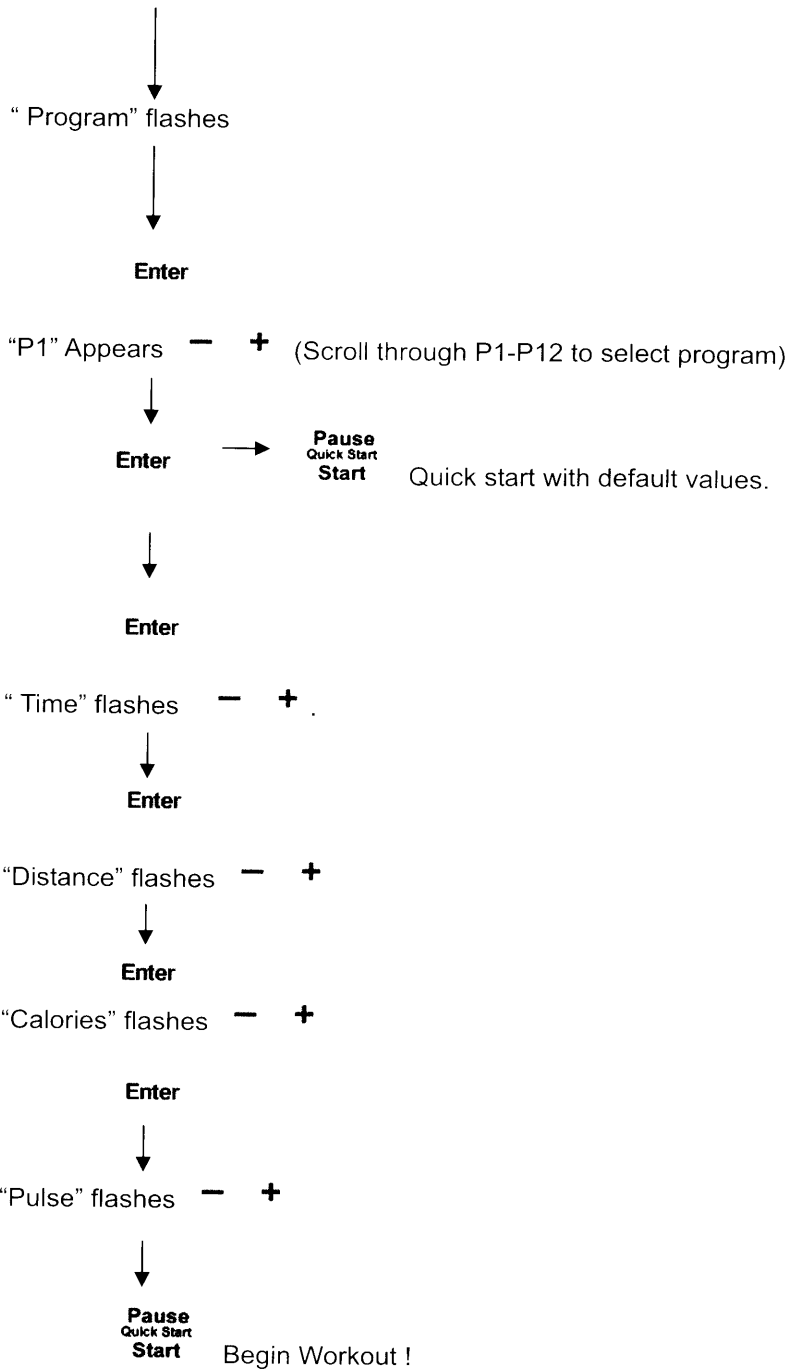 “ Program” flashes
Enter
“P1” Appears − + (Scroll through P1-P12 to select program)
Enter
Pause
Quick Start
Start Quick start with default values.
Enter
“ Time” flashes − + .
Enter
“Distance” flashes − +
Enter
“Calories” flashes − +
Enter
“Pulse” flashes − +
Pause
Quick Start
Start Begin Workout !